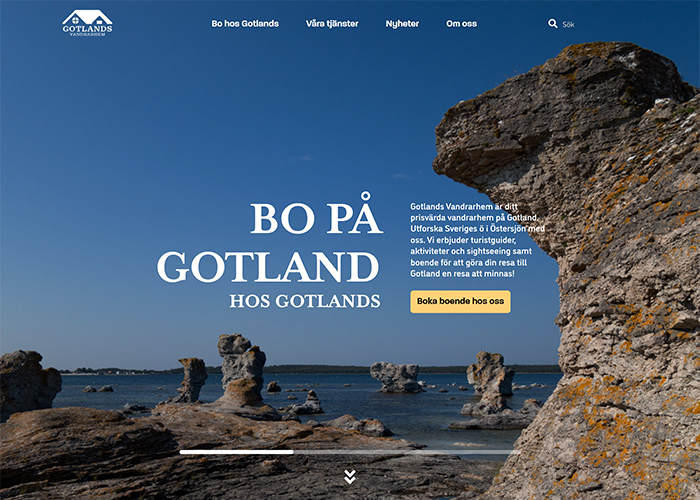 GOTLANDS
VANDRARHEM
Bo hos Gotlands
Våra tjänster
Nyheter
Om oss
Sök
BO PÅ
GOTLAND
HOS GOTLANDS
Gotlands Vandrarhem är ditt
prisvärda vandrarhem på Gotland.
Utforska Sveriges ö i Östersjön med
oss. Vi erbjuder turistguider,
aktiviteter och sightseeing samt
boende för att göra din resa till
Gotland en resa att minnas!
Boka boende hos oss